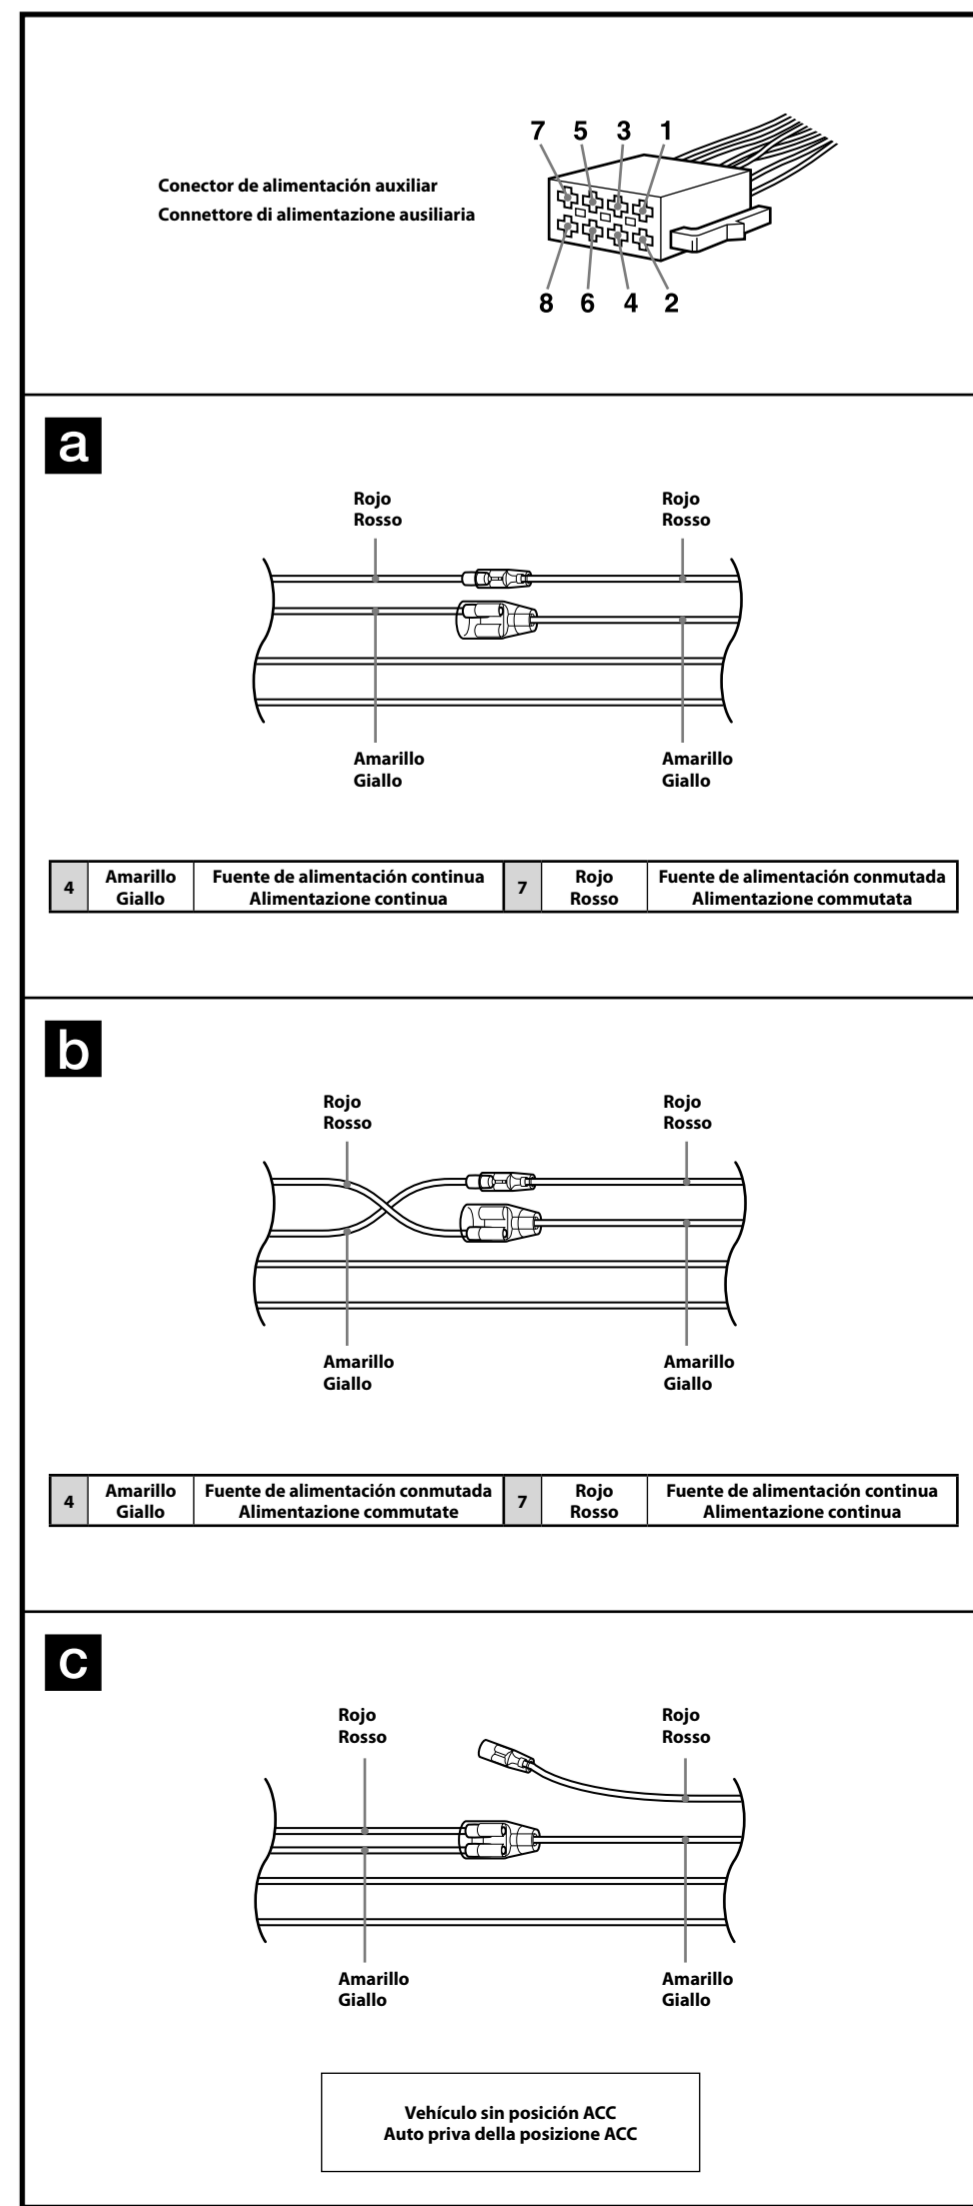 Conector de alimentación auxiliar
Connettore di alimentazione ausiliaria
7 5 3 1
8 6 4 2
a
Rojo
Rosso
Rojo
Rosso
Amarillo
Giallo
Amarillo
Giallo
4 Amarillo Fuente de alimentación continua 7 Rojo Fuente de alimentación conmutada
Giallo Alimentazione continua Rosso Alimentazione commutata
b
Rojo
Rosso
Rojo
Rosso
Amarillo
Giallo
Amarillo
Giallo
4 Amarillo Fuente de alimentación conmutada 7 Rojo Fuente de alimentación continua
Giallo Alimentazione commutate Rosso Alimentazione continua
c
Rojo
Rosso
Rojo
Rosso
Amarillo
Giallo
Amarillo
Giallo
Vehículo sin posición ACC
Auto priva della posizione ACC